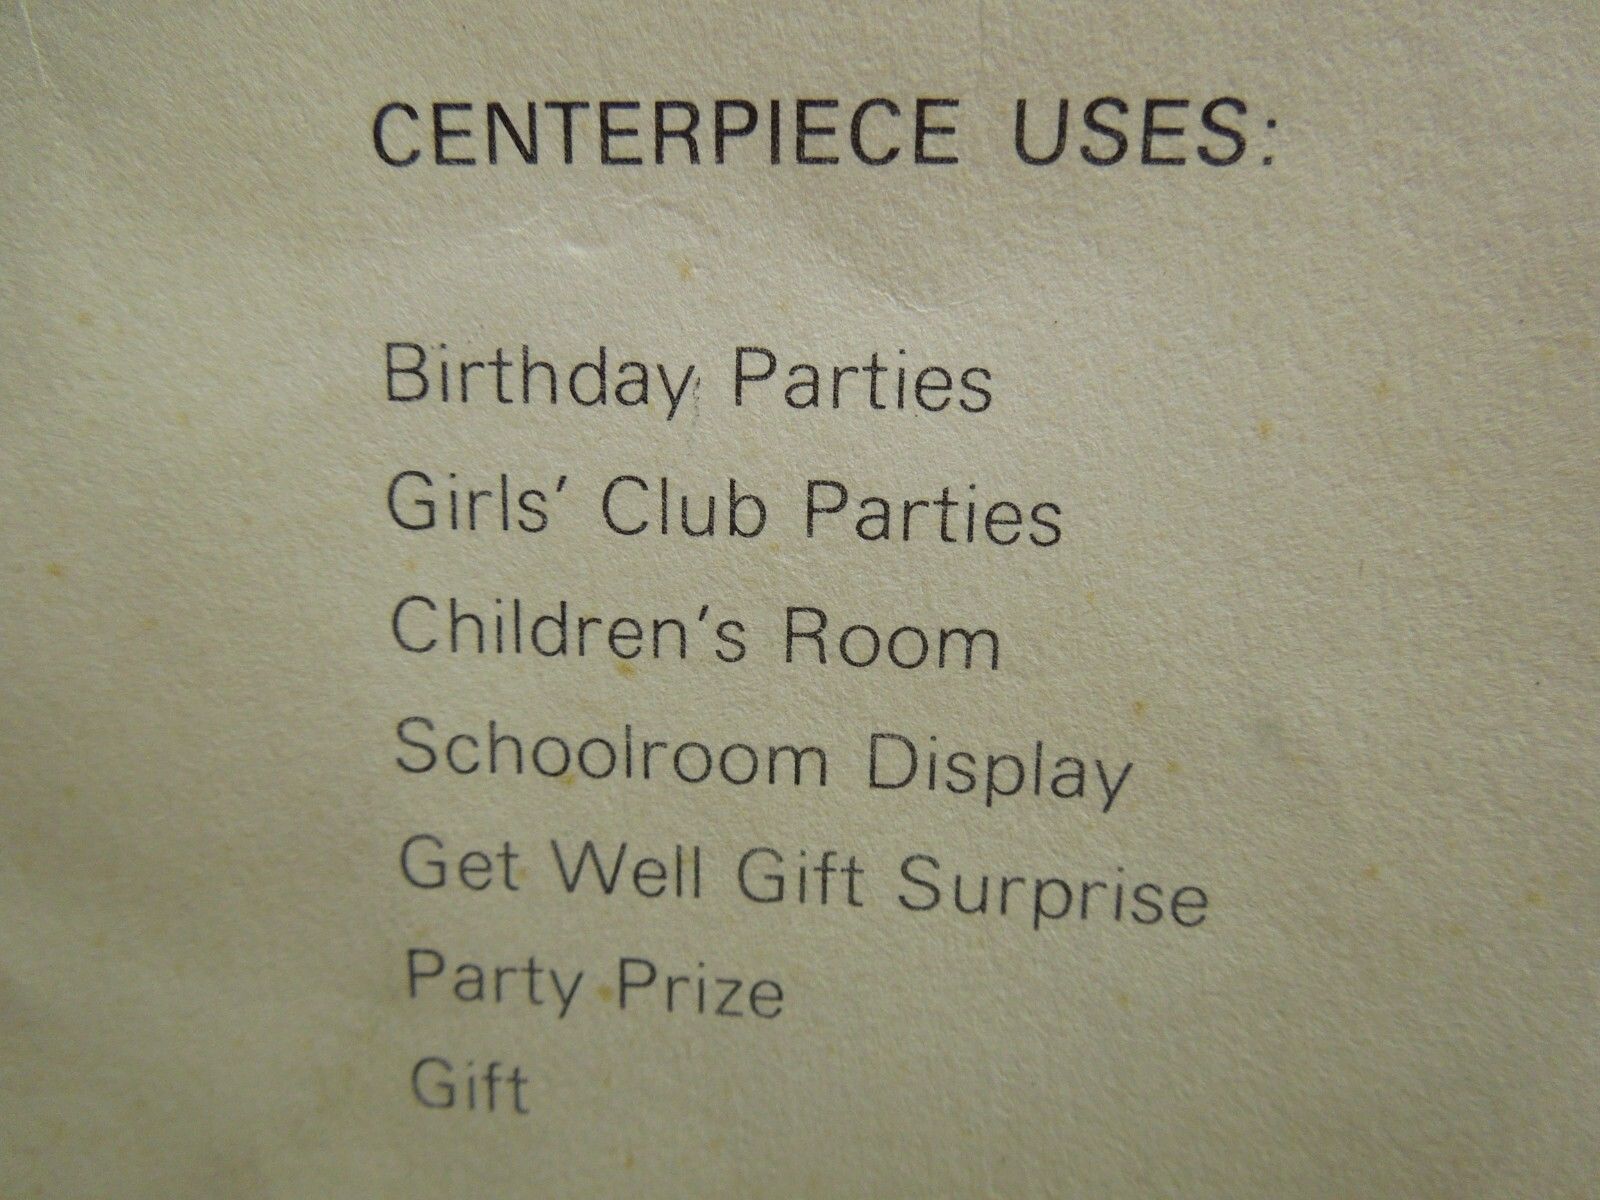 CENTERPIECE USES:
Birthday Parties
Girls' Club Parties
Children's Room
Schoolroom Display
Get Well Gift Surprise
Party Prize
Gift